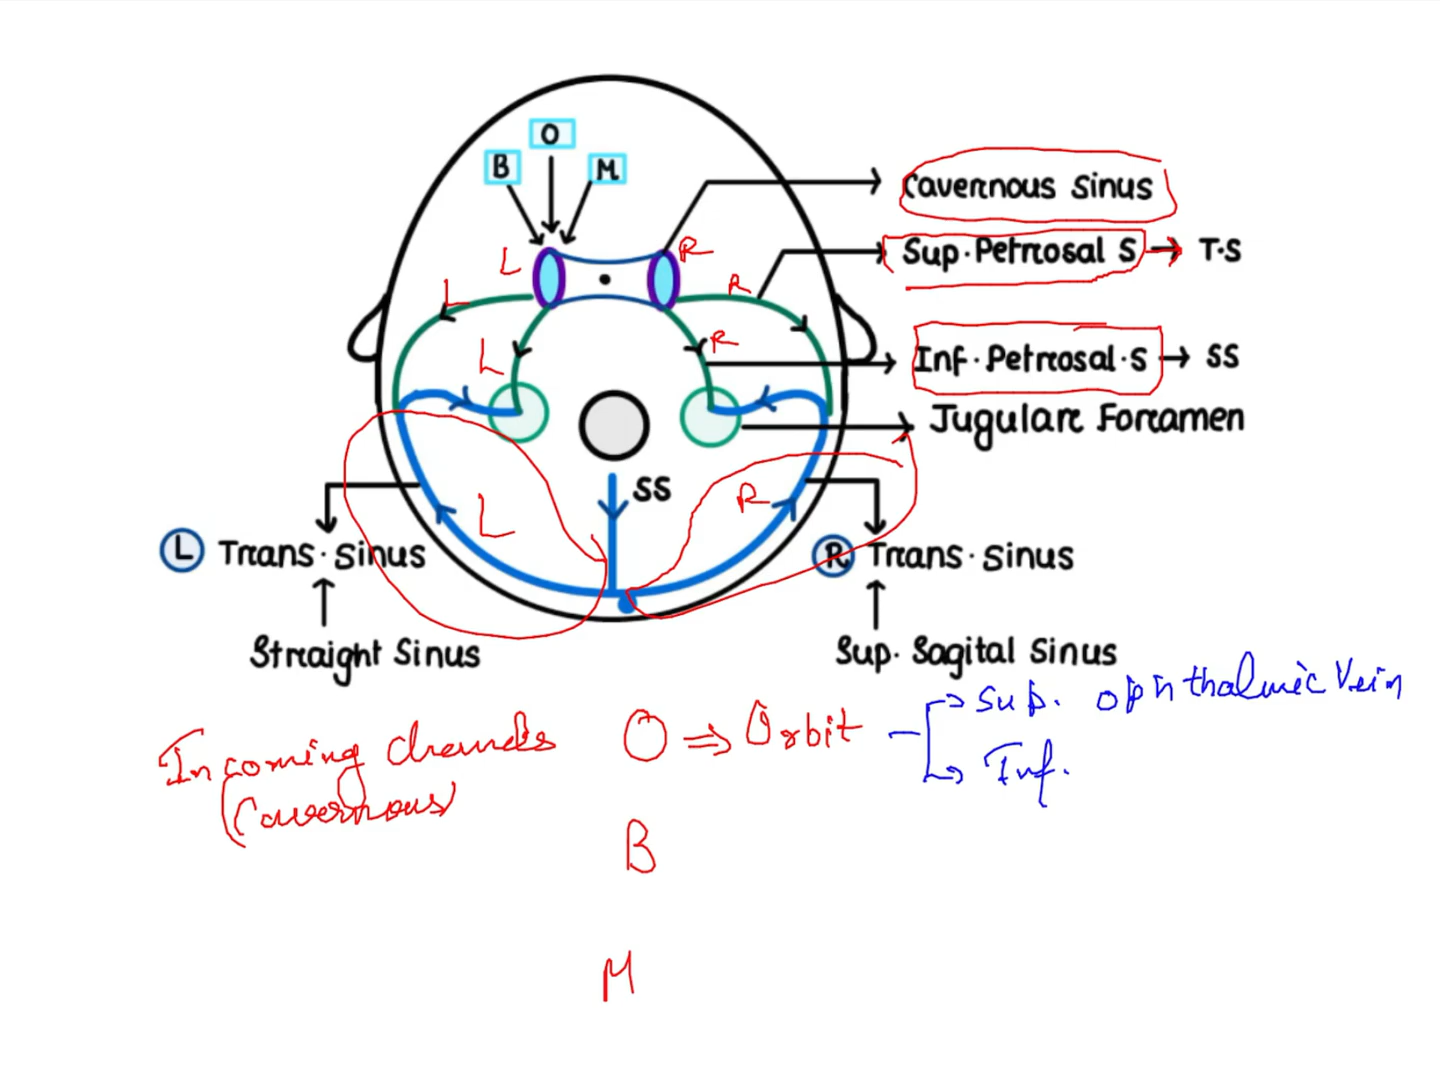 O
B
M
Cavernous Sinus
L
R
Sup. Petrosal S → T.S
L
R
L
R
Inf. Petrosal. S → SS
Jugular Foramen
SS
L
R
L Trans. Sinus
R Trans. Sinus
Straight Sinus
Sup. Sagital Sinus
Incoming channels
(Cavernous)
O ⇒ Orbit
→ Sup. ophthalmic Vein
→ Inf.
B
M